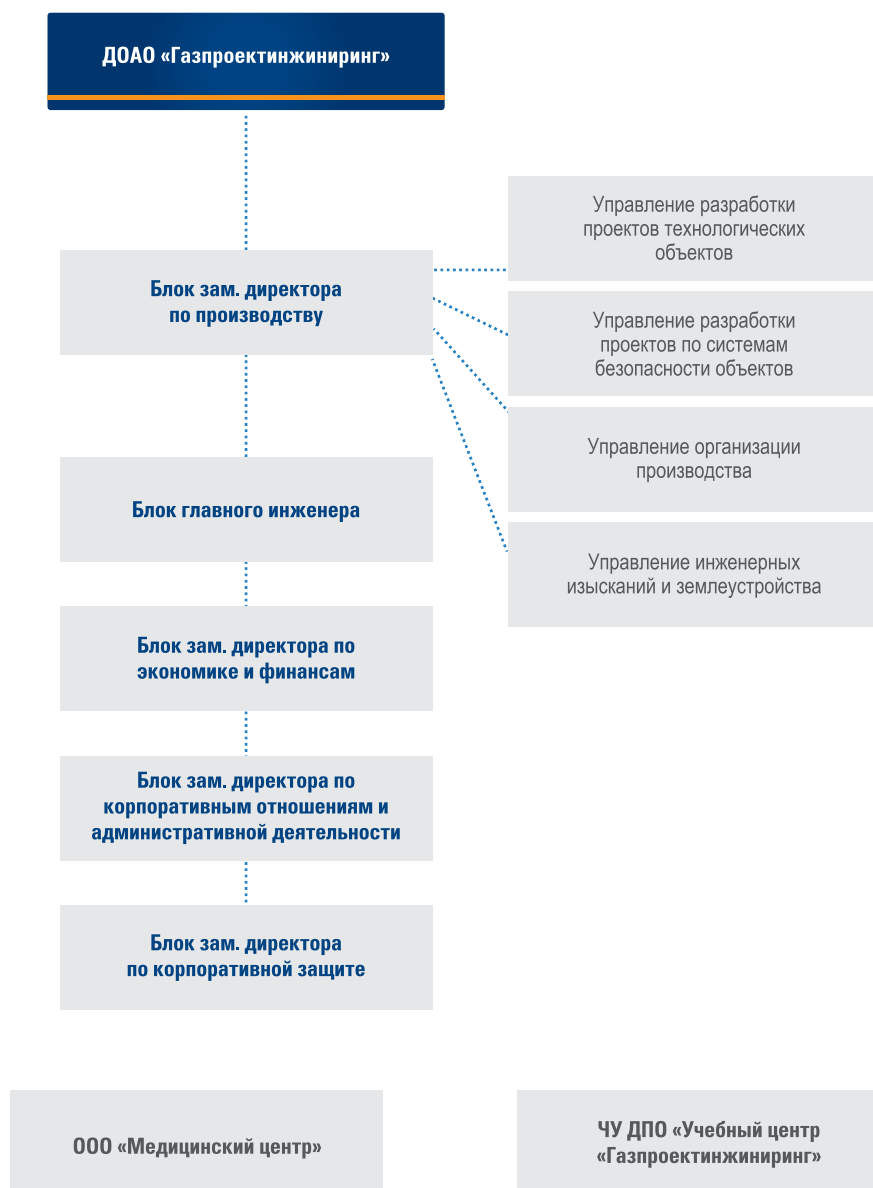 ДОАО «Газпроектинжиниринг»
Управление разработки
проектов технологических
объектов
Блок зам. директора
по производству
Управление разработки
проектов по системам
безопасности объектов
Управление организации
производства
Блок главного инженера
Управление инженерных
изысканий и землеустройства
Блок зам. директора по
экономике и финансам
Блок зам. директора по
корпоративным отношениям и
административной деятельности
Блок зам. директора
по корпоративной защите
ООО «Медицинский центр»
ЧУ ДПО «Учебный центр
«Газпроектинжиниринг»